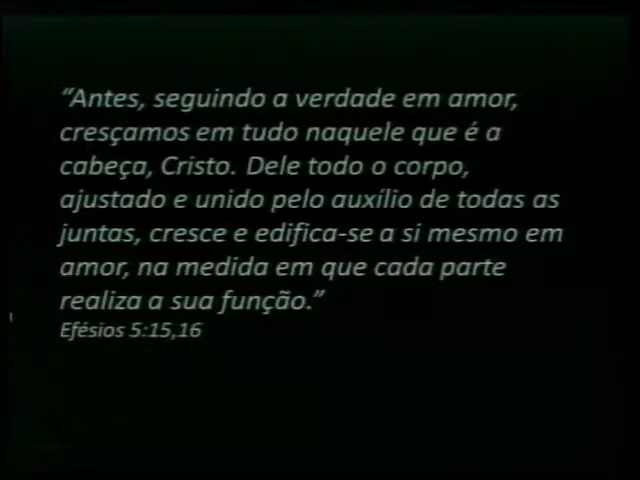 “Antes, seguindo a verdade em amor,
cresçamos em tudo naquele que é a
cabeça, Cristo. Dele todo o corpo,
ajustado e unido pelo auxílio de todas as
juntas, cresce e edifica-se a si mesmo em
amor, na medida em que cada parte
realiza a sua função.”
Efésios 5:15,16